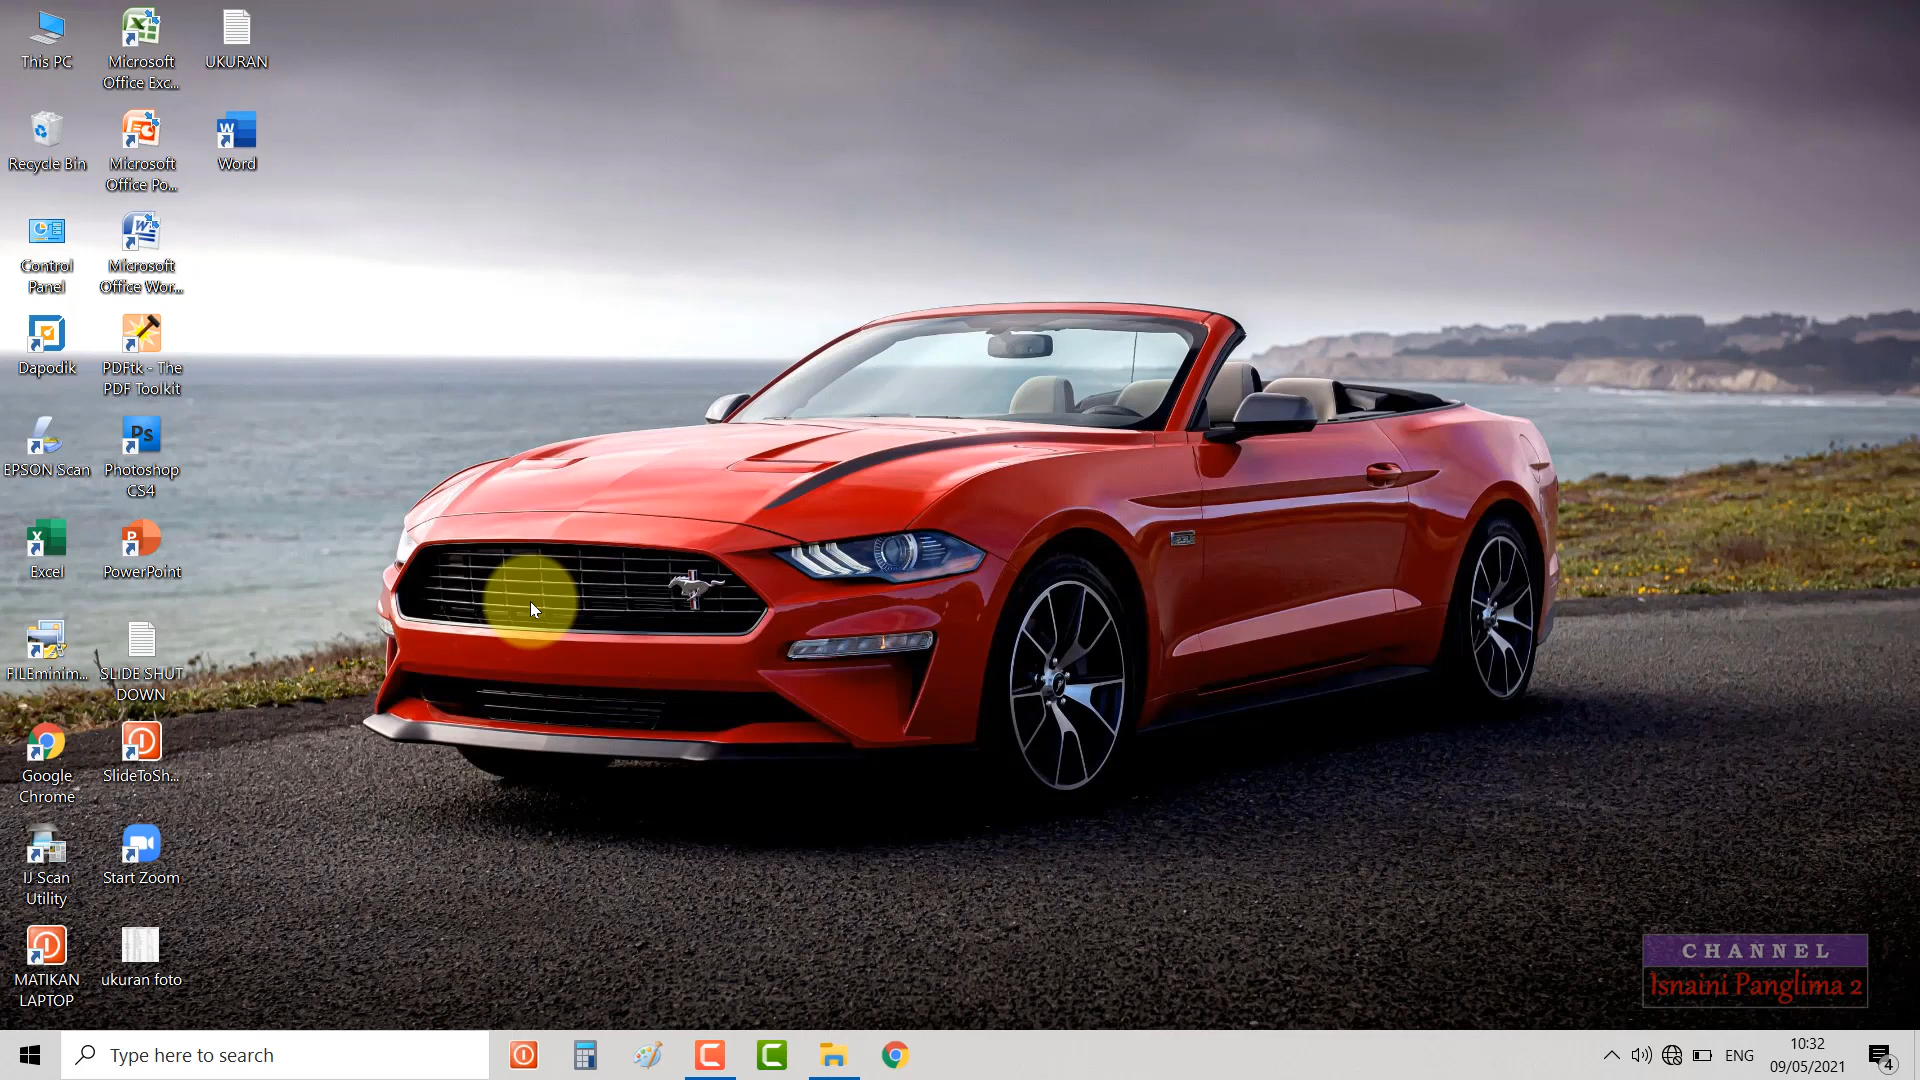 This PC
Microsoft
Office Exc...
UKURAN
Recycle Bin
Microsoft
Office Po...
Word
Control
Panel
Microsoft
Office Wor...
Dapodik
PDFtk - The
PDF Toolkit
EPSON Scan
Photoshop
CS4
Excel
PowerPoint
FILEminim...
SLIDE SHUT
DOWN
Google
Chrome
SlideToSh...
IJ Scan
Utility
Start Zoom
MATIKAN
LAPTOP
ukuran foto
CHANNEL
Isnaini Panglima 2
Type here to search
ENG
10:32
09/05/2021
4